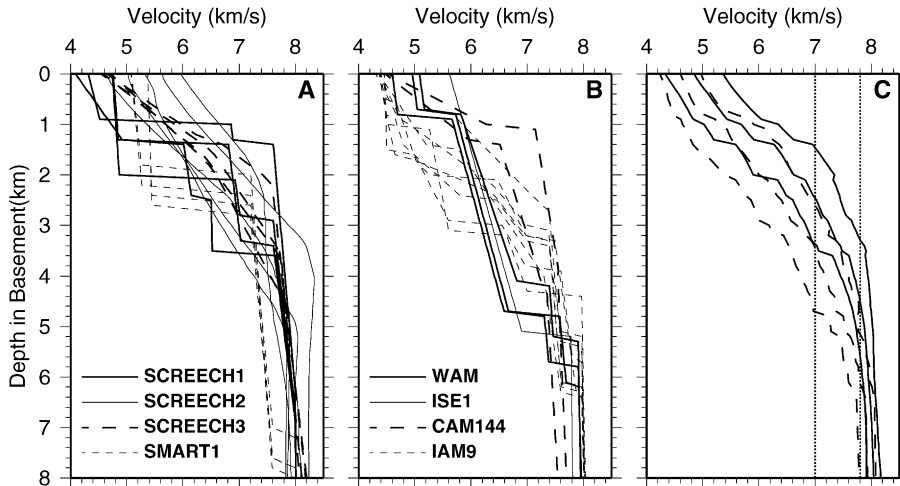 Velocity (km/s) Velocity (km/s) Velocity (km/s)
4 5 6 7 8 4 5 6 7 8 4 5 6 7 8
Depth in Basement(km)
0
1
2
3
4
5
6
7
8
A
SCREECH1
SCREECH2
SCREECH3
SMART1
B
WAM
ISE1
CAM144
IAM9
C